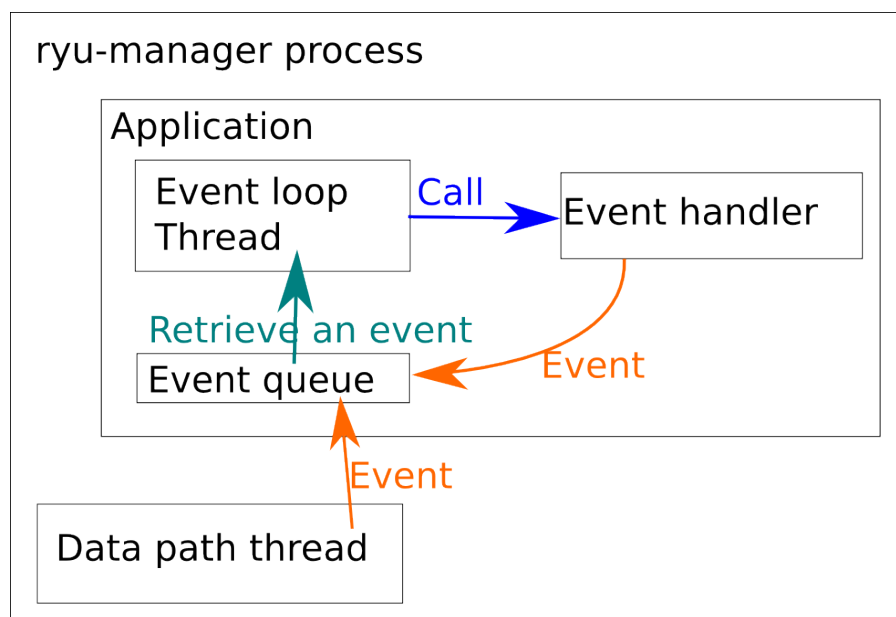 ryu-manager process
Application
Event loop
Thread
Call
Event handler
Retrieve an event
Event
Event queue
Event
Data path thread